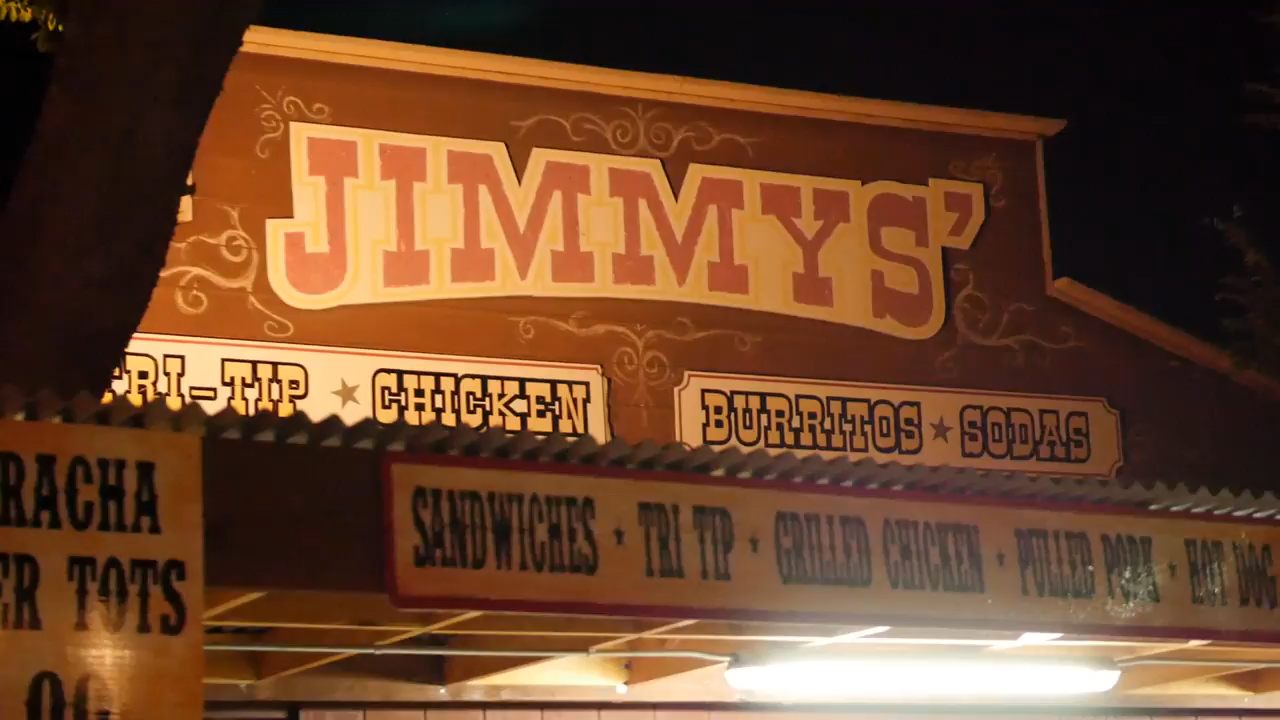 JIMMYS'
TRI-TIP ★ CHICKEN
BURRITOS ★ SODAS
SANDWICHES ★ TRI TIP ★ GRILLED CHICKEN ★ PULLED PORK ★ HOT DOG
RACHA
ER TOTS